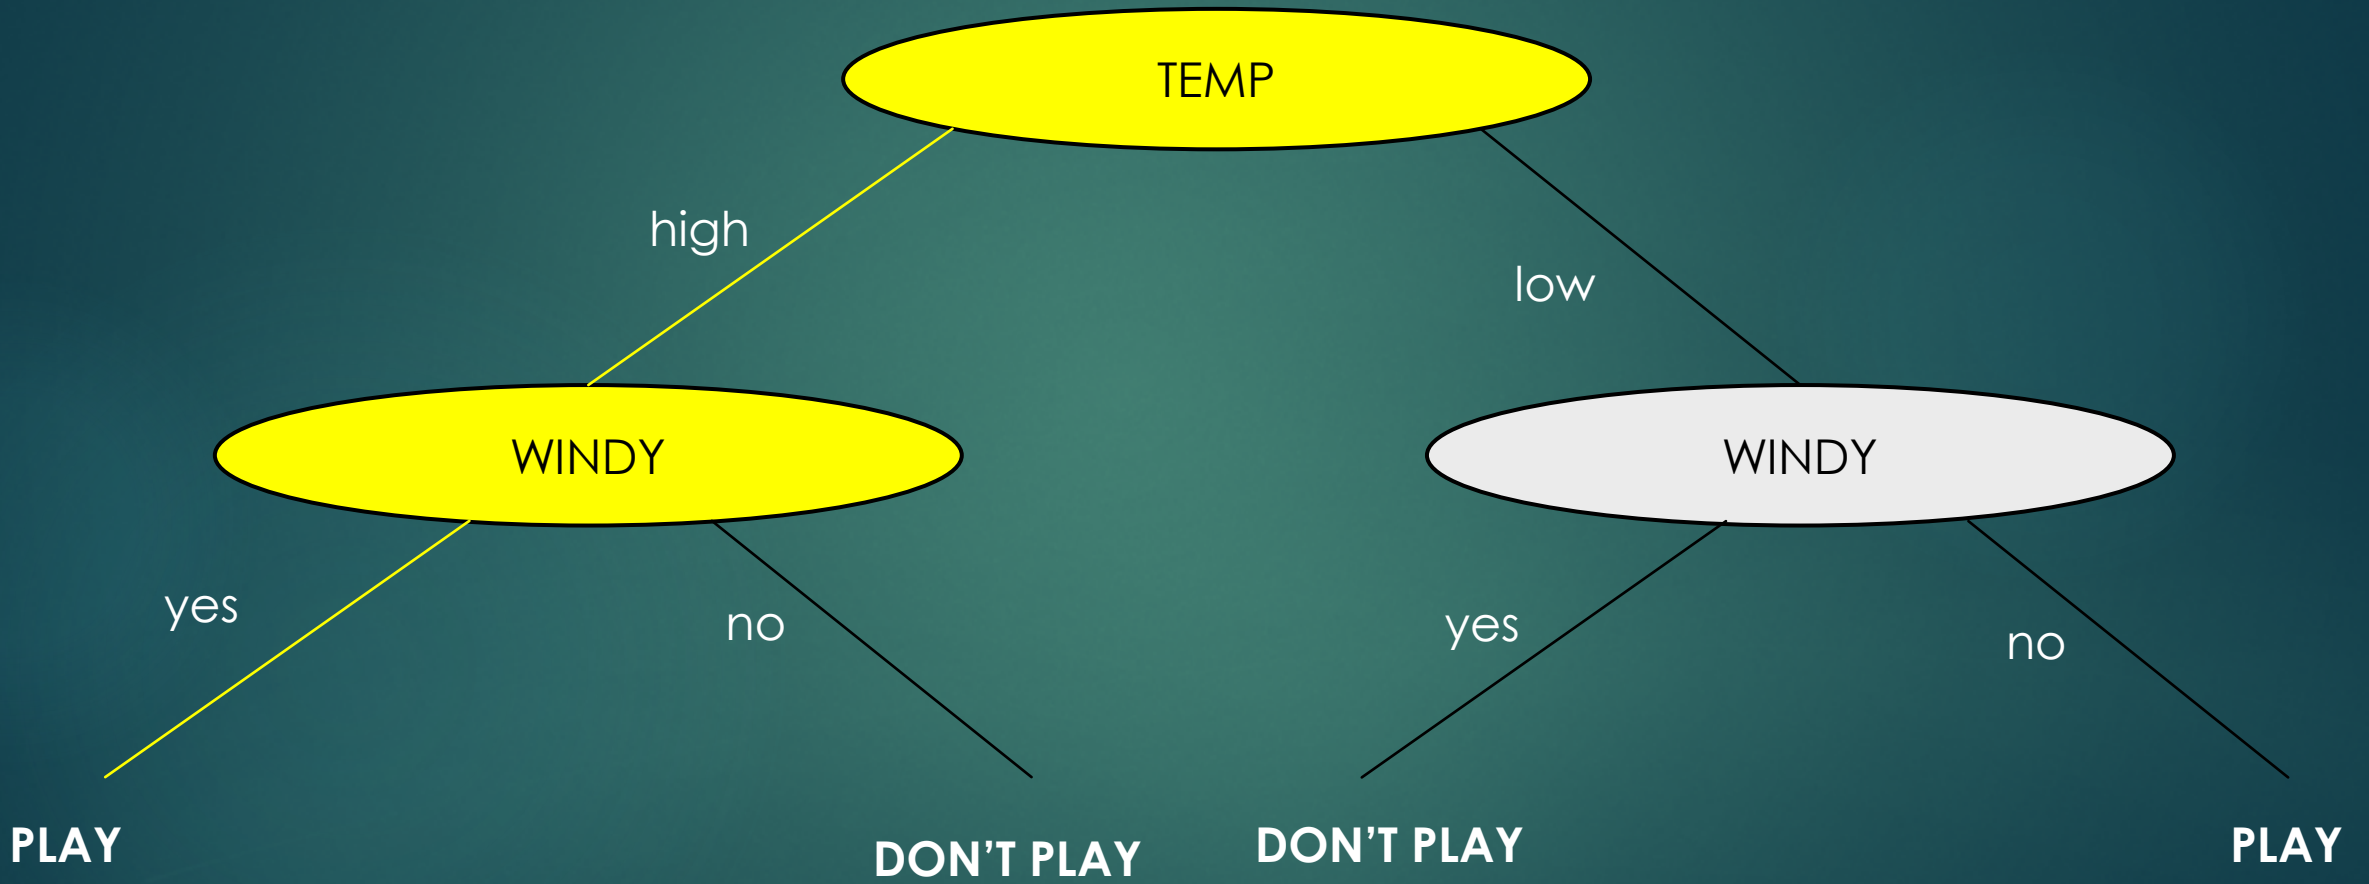 TEMP
high
low
WINDY
WINDY
yes
no
yes
no
PLAY
DON’T PLAY
DON’T PLAY
PLAY